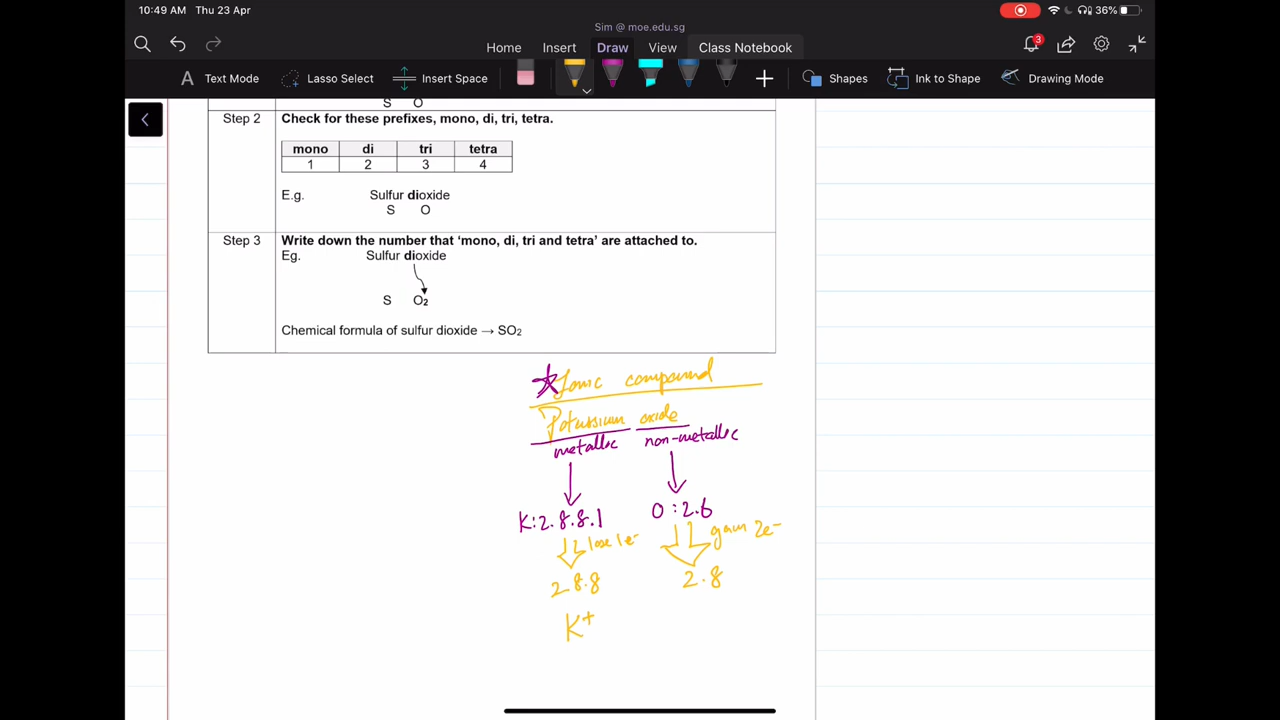 10:49 AM Thu 23 Apr 36%
Sim @ moe.edu.sg
Home Insert Draw View Class Notebook
3
A Text Mode Lasso Select Insert Space Shapes Ink to Shape Drawing Mode
S O
Step 2 Check for these prefixes, mono, di, tri, tetra.
mono di tri tetra
1 2 3 4
E.g. Sulfur dioxide
S O
Step 3 Write down the number that ‘mono, di, tri and tetra’ are attached to.
Eg. Sulfur dioxide
S O₂
Chemical formula of sulfur dioxide → SO₂
Ionic compound
Potassium oxide
metallic non-metallic
K:2.8.8.1 O:2.6
lose 1e⁻ gain 2e⁻
2.8.8 2.8
K⁺